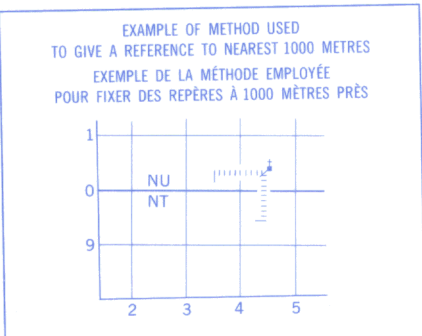 EXAMPLE OF METHOD USED
TO GIVE A REFERENCE TO NEAREST 1000 METRES
EXEMPLE DE LA MÉTHODE EMPLOYÉE
POUR FIXER DES REPÈRES À 1000 MÈTRES PRÈS
1
NU
0
NT
9
2 3 4 5